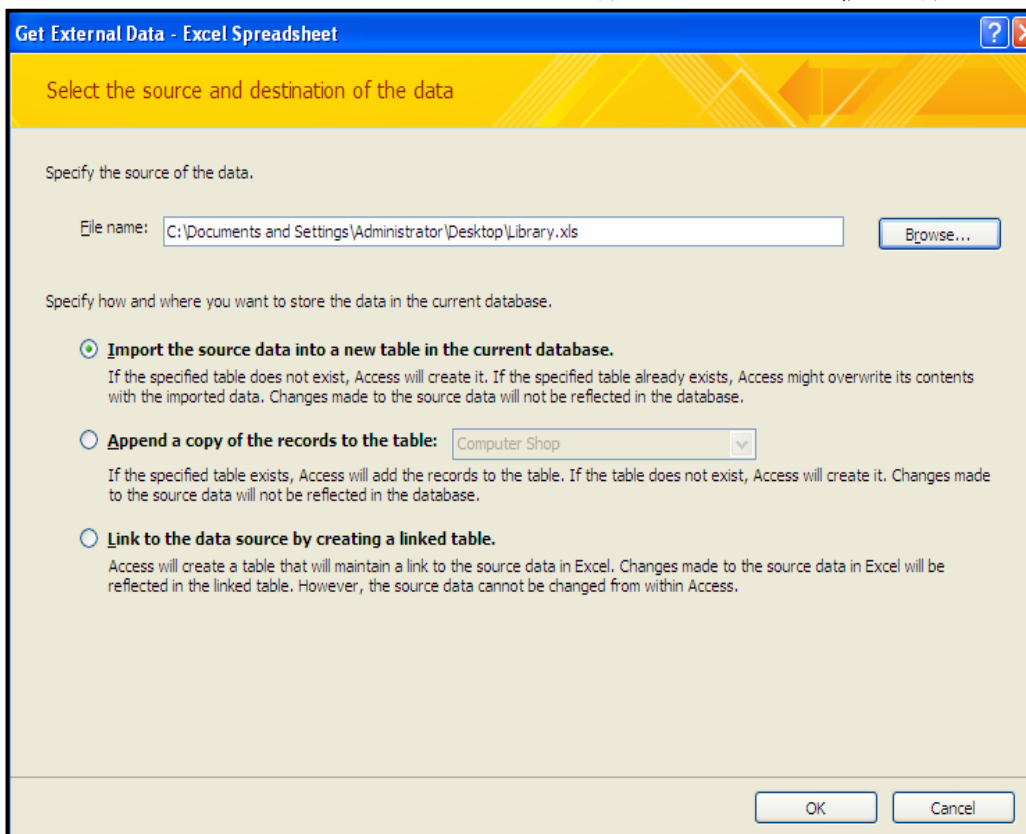 Get External Data - Excel Spreadsheet
Select the source and destination of the data
Specify the source of the data.
File name: C:\Documents and Settings\Administrator\Desktop\Library.xls Browse...
Specify how and where you want to store the data in the current database.
Import the source data into a new table in the current database.
If the specified table does not exist, Access will create it. If the specified table already exists, Access might overwrite its contents
with the imported data. Changes made to the source data will not be reflected in the database.
Append a copy of the records to the table: Computer Shop
If the specified table exists, Access will add the records to the table. If the table does not exist, Access will create it. Changes made
to the source data will not be reflected in the database.
Link to the data source by creating a linked table.
Access will create a table that will maintain a link to the source data in Excel. Changes made to the source data in Excel will be
reflected in the linked table. However, the source data cannot be changed from within Access.
OK Cancel